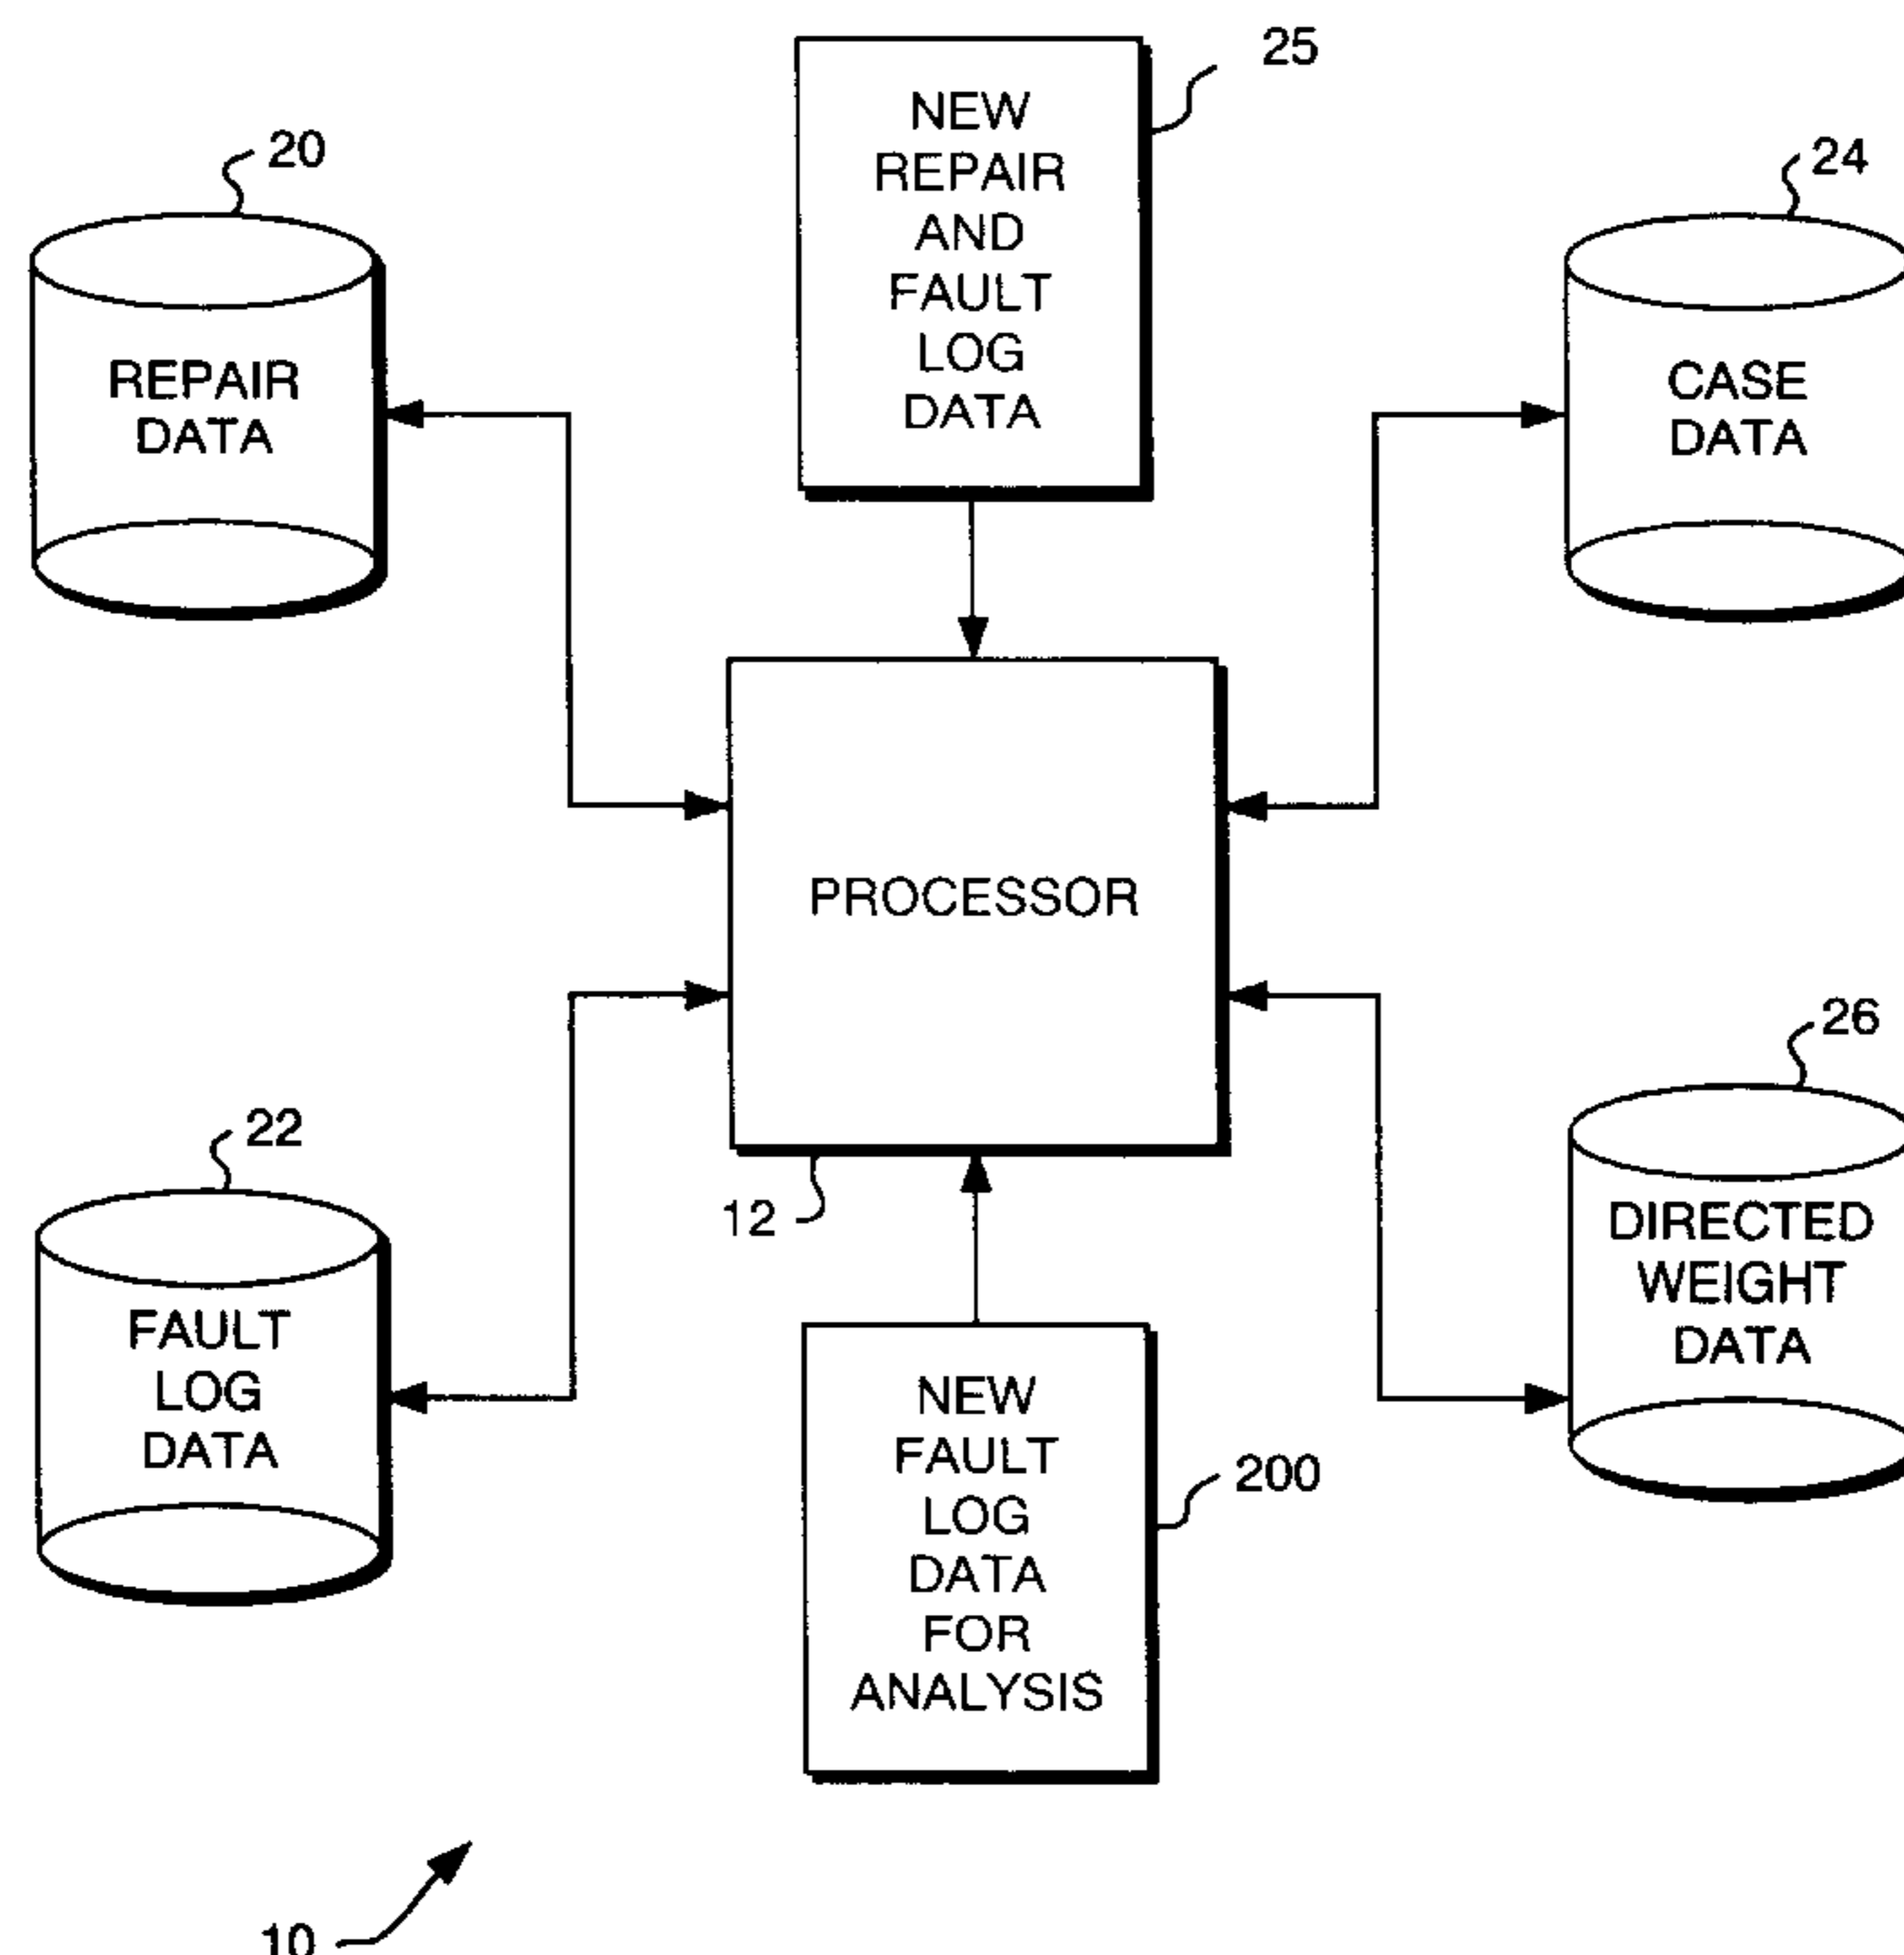 25
NEW
REPAIR
AND
FAULT
LOG
DATA
20
REPAIR
DATA
24
CASE
DATA
PROCESSOR
12
22
FAULT
LOG
DATA
26
DIRECTED
WEIGHT
DATA
NEW
FAULT
LOG
DATA
FOR
ANALYSIS
200
10